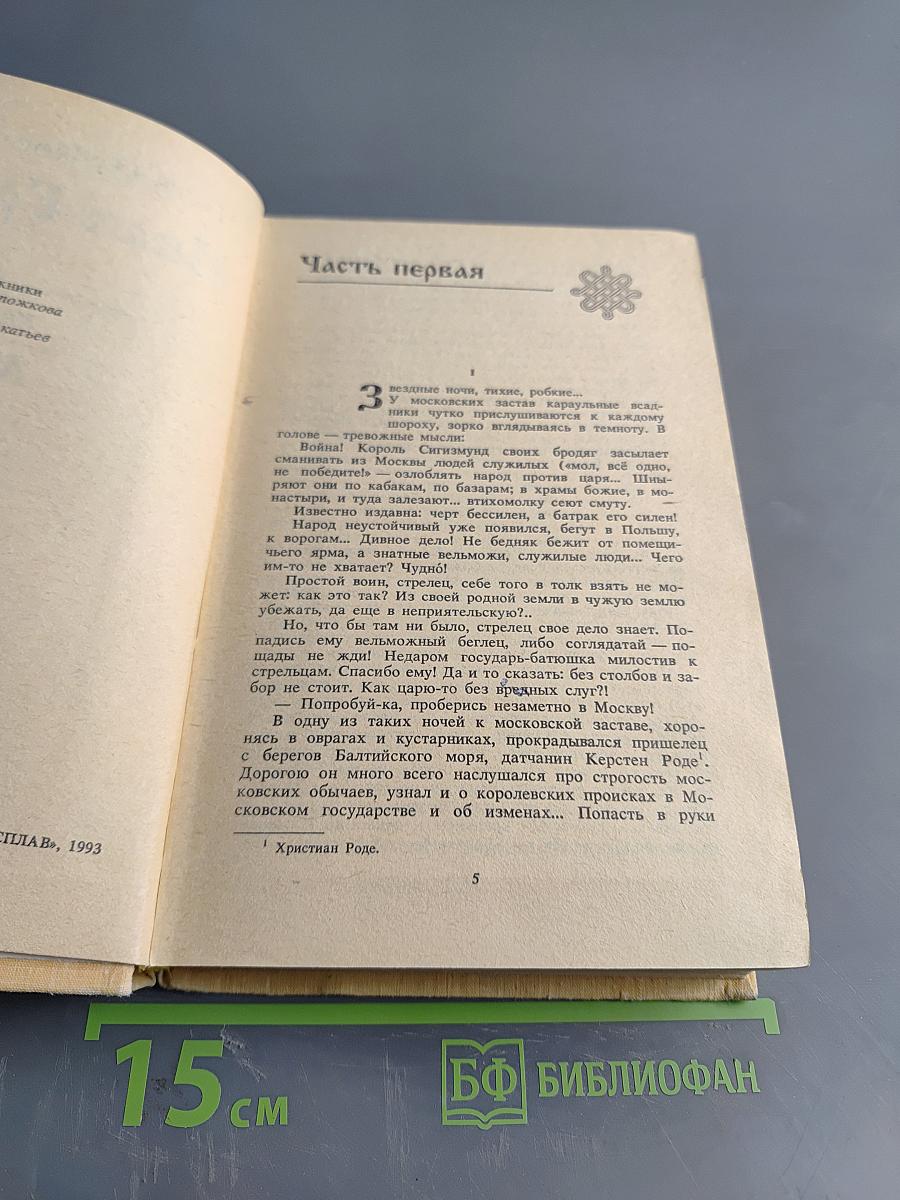 жники
пожкова
катьев
СПЛАВ», 1993
Часть первая
1
Звездные ночи, тихие, робкие...
У московских застав караульные всад-
ники чутко прислушиваются к каждому
шороху, зорко вглядываясь в темноту. В
голове — тревожные мысли:
Война! Король Сигизмунд своих бродяг засылает
сманивать из Москвы людей служилых («мол, всё одно,
не победите!» — озлоблять народ против царя... Шны-
ряют они по кабакам, по базарам; в храмы божие, в мо-
настыри, и туда залезают... втихомолку сеют смуту.
Известно издавна: черт бессилен, а батрак его силен!
Народ неустойчивый уже появился, бегут в Польшу,
к ворогам... Дивное дело! Не бедняк бежит от помещи-
чьего ярма, а знатные вельможи, служилые люди... Чего
им-то не хватает? Чудно́!
Простой воин, стрелец, себе того в толк взять не мо-
жет: как это так? Из своей родной земли в чужую землю
убежать, да еще в неприятельскую?..
Но, что бы там ни было, стрелец свое дело знает. По-
падись ему вельможный беглец, либо соглядатай — по-
щады не жди! Недаром государь-батюшка милостив к
стрельцам. Спасибо ему! Да и то сказать: без столбов и за-
бор не стоит. Как царю-то без вредных слуг?!
— Попробуй-ка, проберись незаметно в Москву!
В одну из таких ночей к московской заставе, хоро-
нясь в оврагах и кустарниках, прокрадывался пришелец
с берегов Балтийского моря, датчанин Керстен Роде¹.
Дорогою он много всего наслушался про строгость мос-
ковских обычаев, узнал и о королевских происках в Мо-
сковском государстве и об изменах... Попасть в руки
¹ Христиан Роде.
5
15 см
БФ БИБЛИОФАН